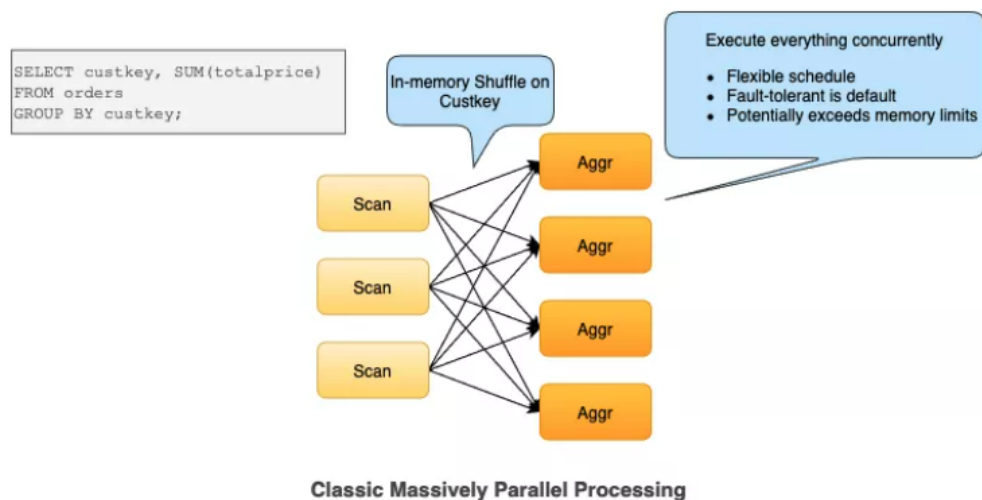 SELECT custkey, SUM(totalprice)
FROM orders
GROUP BY custkey;
In-memory Shuffle on
Custkey
Execute everything concurrently
• Flexible schedule
• Fault-tolerant is default
• Potentially exceeds memory limits
Scan
Scan
Scan
Aggr
Aggr
Aggr
Aggr
Classic Massively Parallel Processing